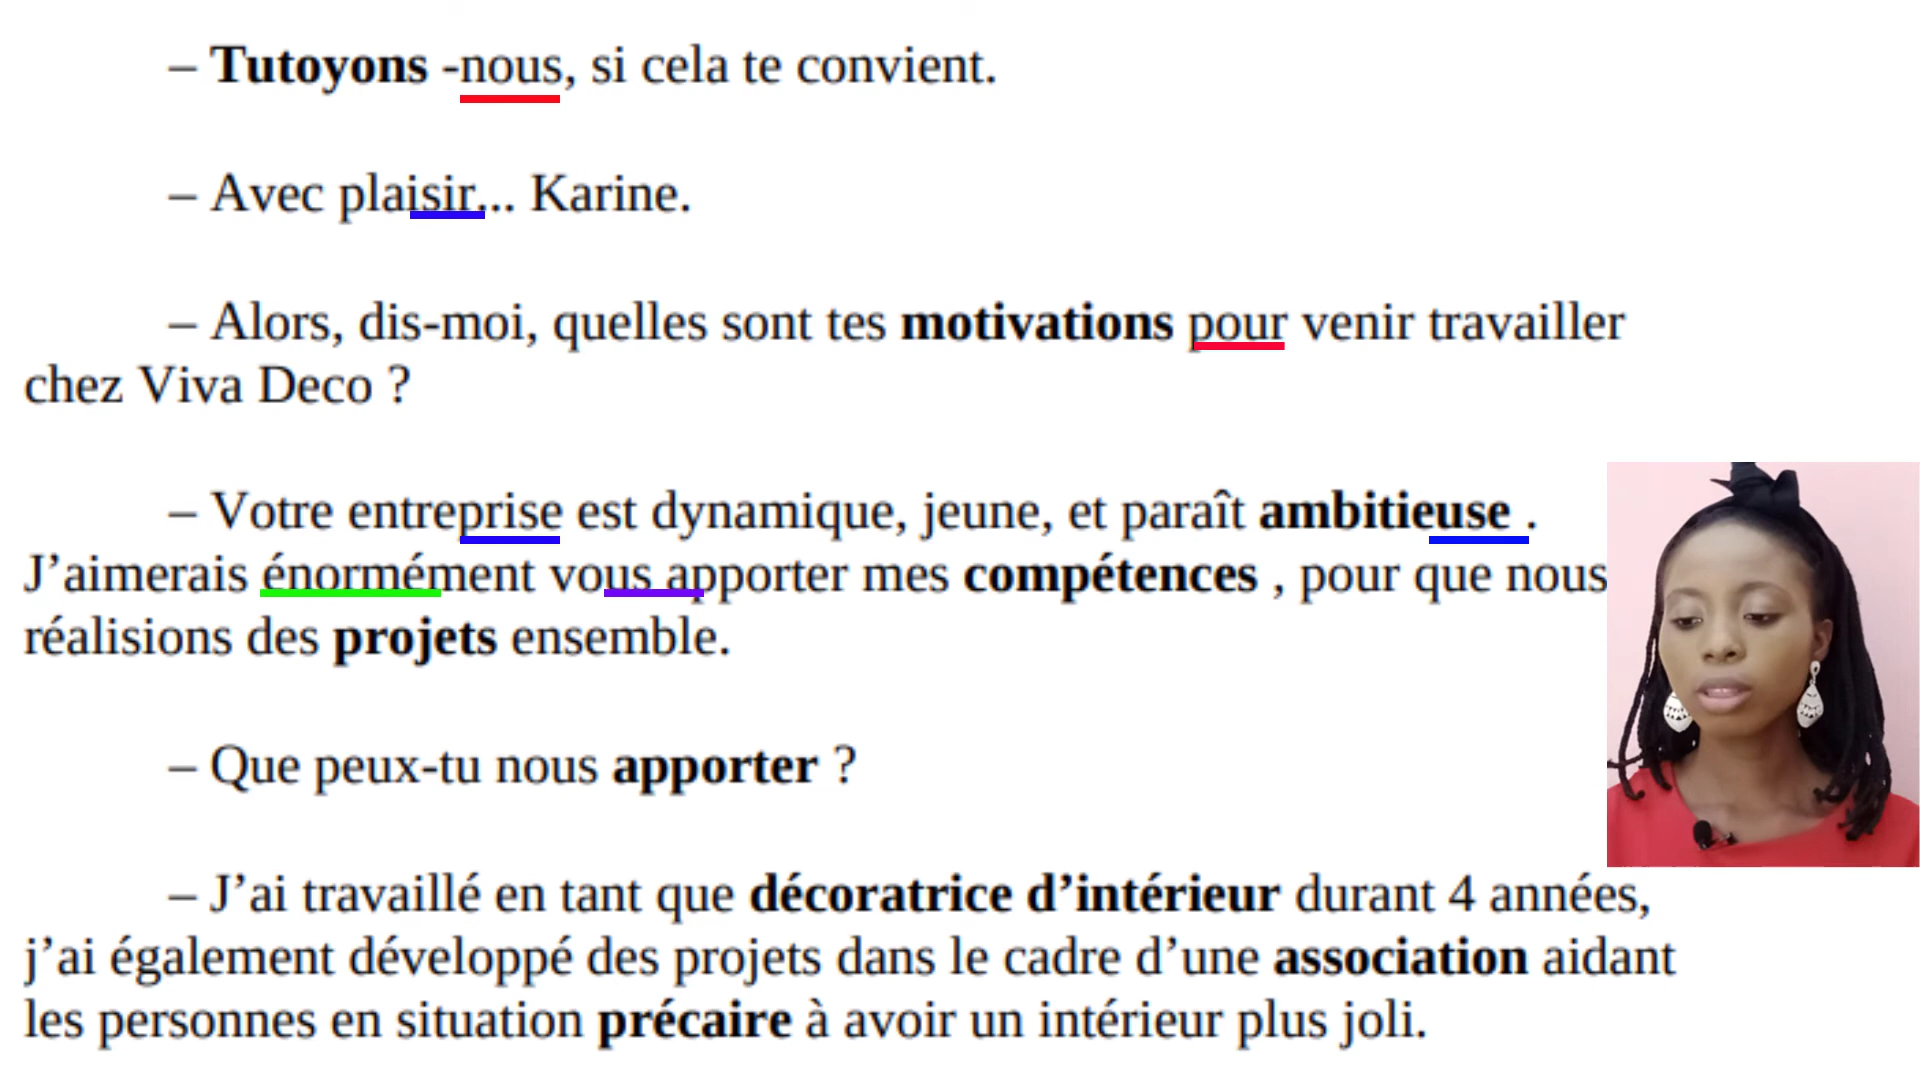 – Tutoyons -nous, si cela te convient.
– Avec plaisir... Karine.
– Alors, dis-moi, quelles sont tes motivations pour venir travailler
chez Viva Deco ?
– Votre entreprise est dynamique, jeune, et paraît ambitieuse .
J’aimerais énormément vous apporter mes compétences , pour que nous
réalisions des projets ensemble.
– Que peux-tu nous apporter ?
– J’ai travaillé en tant que décoratrice d’intérieur durant 4 années,
j’ai également développé des projets dans le cadre d’une association aidant
les personnes en situation précaire à avoir un intérieur plus joli.